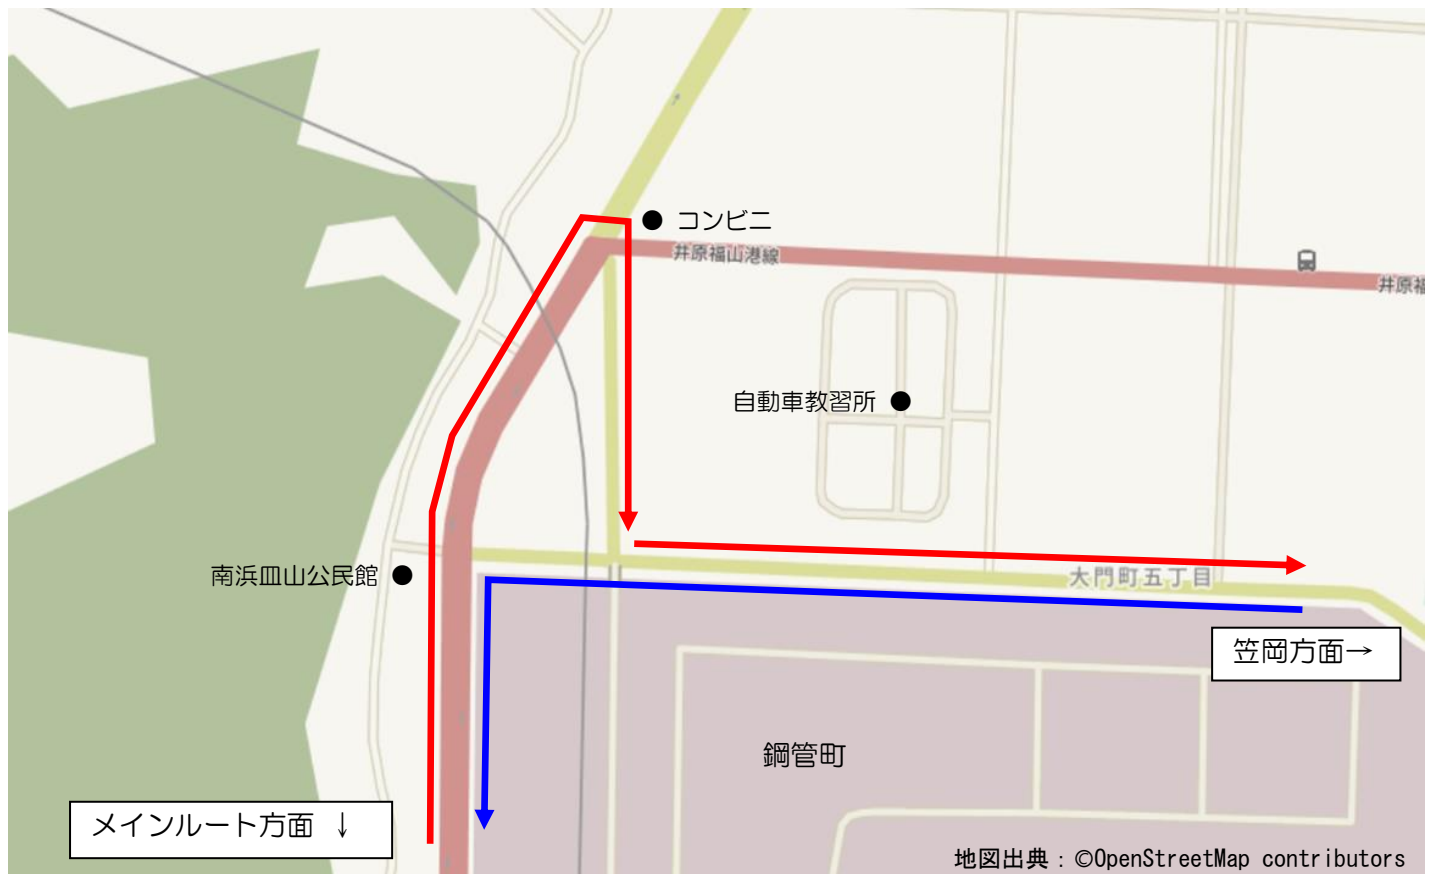 コンビニ
井原福山港線
井原福
自動車教習所
南浜皿山公民館
大門町五丁目
笠岡方面→
鋼管町
メインルート方面 ↓
地図出典：©OpenStreetMap contributors